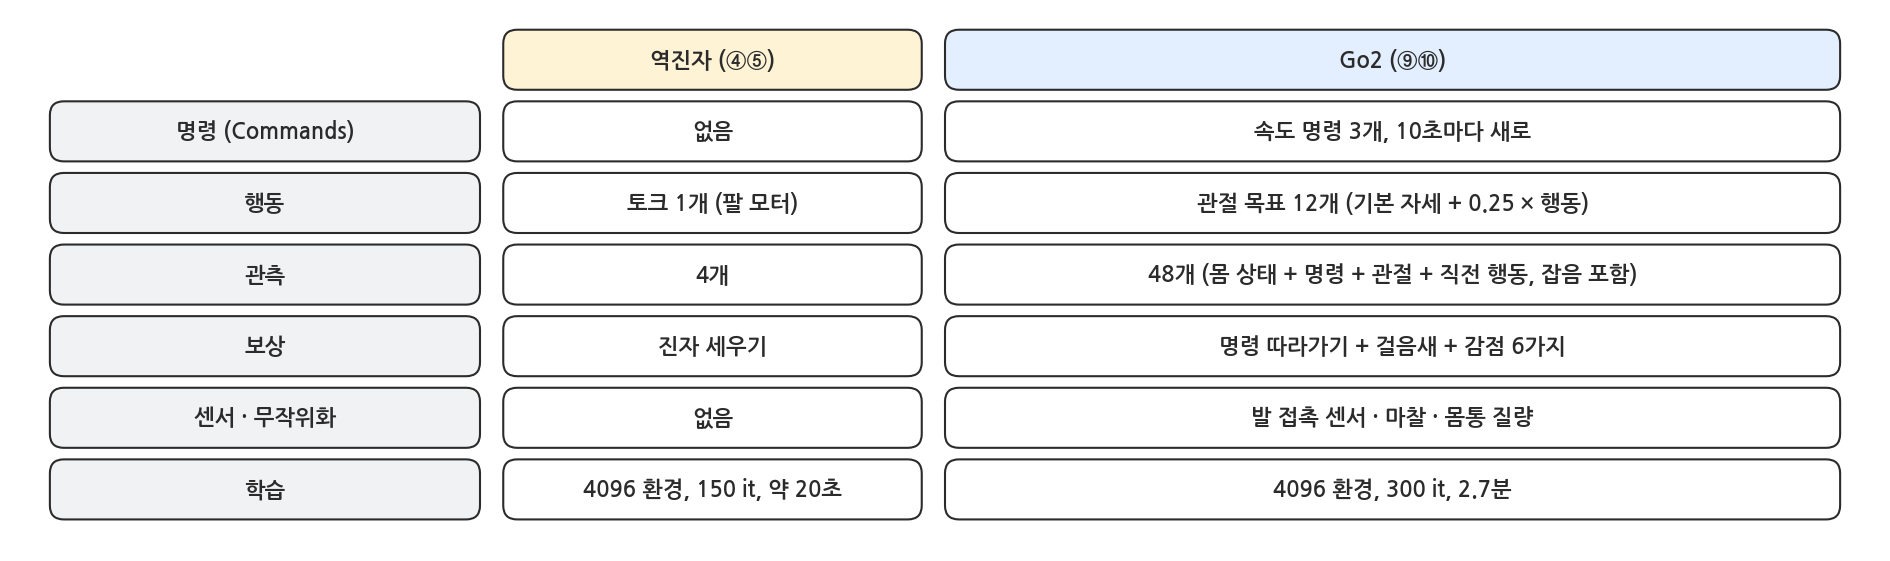 역진자 (④⑤)
Go2 (⑨⑩)
명령 (Commands)
없음
속도 명령 3개, 10초마다 새로
행동
토크 1개 (팔 모터)
관절 목표 12개 (기본 자세 + 0.25 × 행동)
관측
4개
48개 (몸 상태 + 명령 + 관절 + 직전 행동, 잡음 포함)
보상
진자 세우기
명령 따라가기 + 걸음새 + 감점 6가지
센서 · 무작위화
없음
발 접촉 센서 · 마찰 · 몸통 질량
학습
4096 환경, 150 it, 약 20초
4096 환경, 300 it, 2.7분